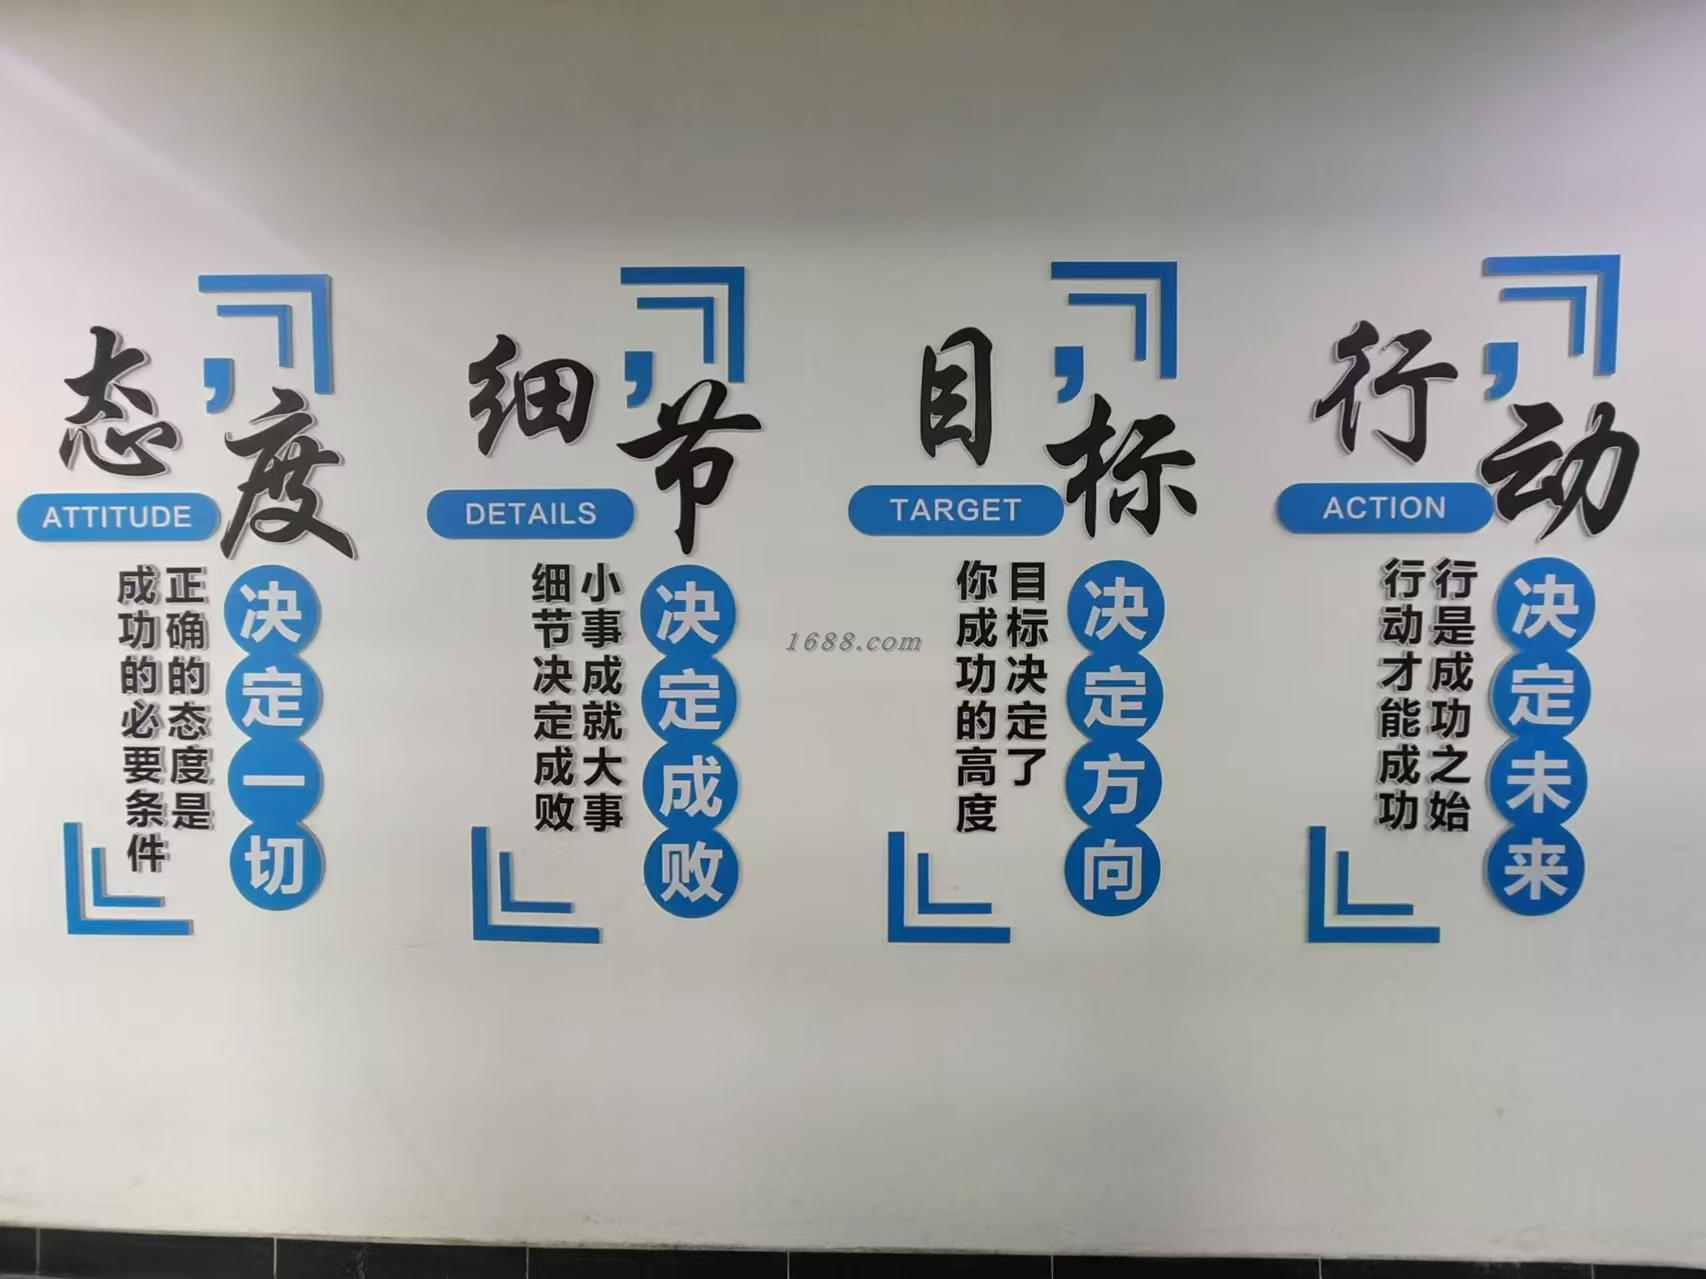 态度
ATTITUDE
决定一切
正确的态度是
成功的必要条件
细节
DETAILS
决定成败
小事成就大事
细节决定成败
目标
TARGET
决定方向
目标决定了
你成功的高度
行动
ACTION
决定未来
行是成功之始
行动才能成功
1688.com